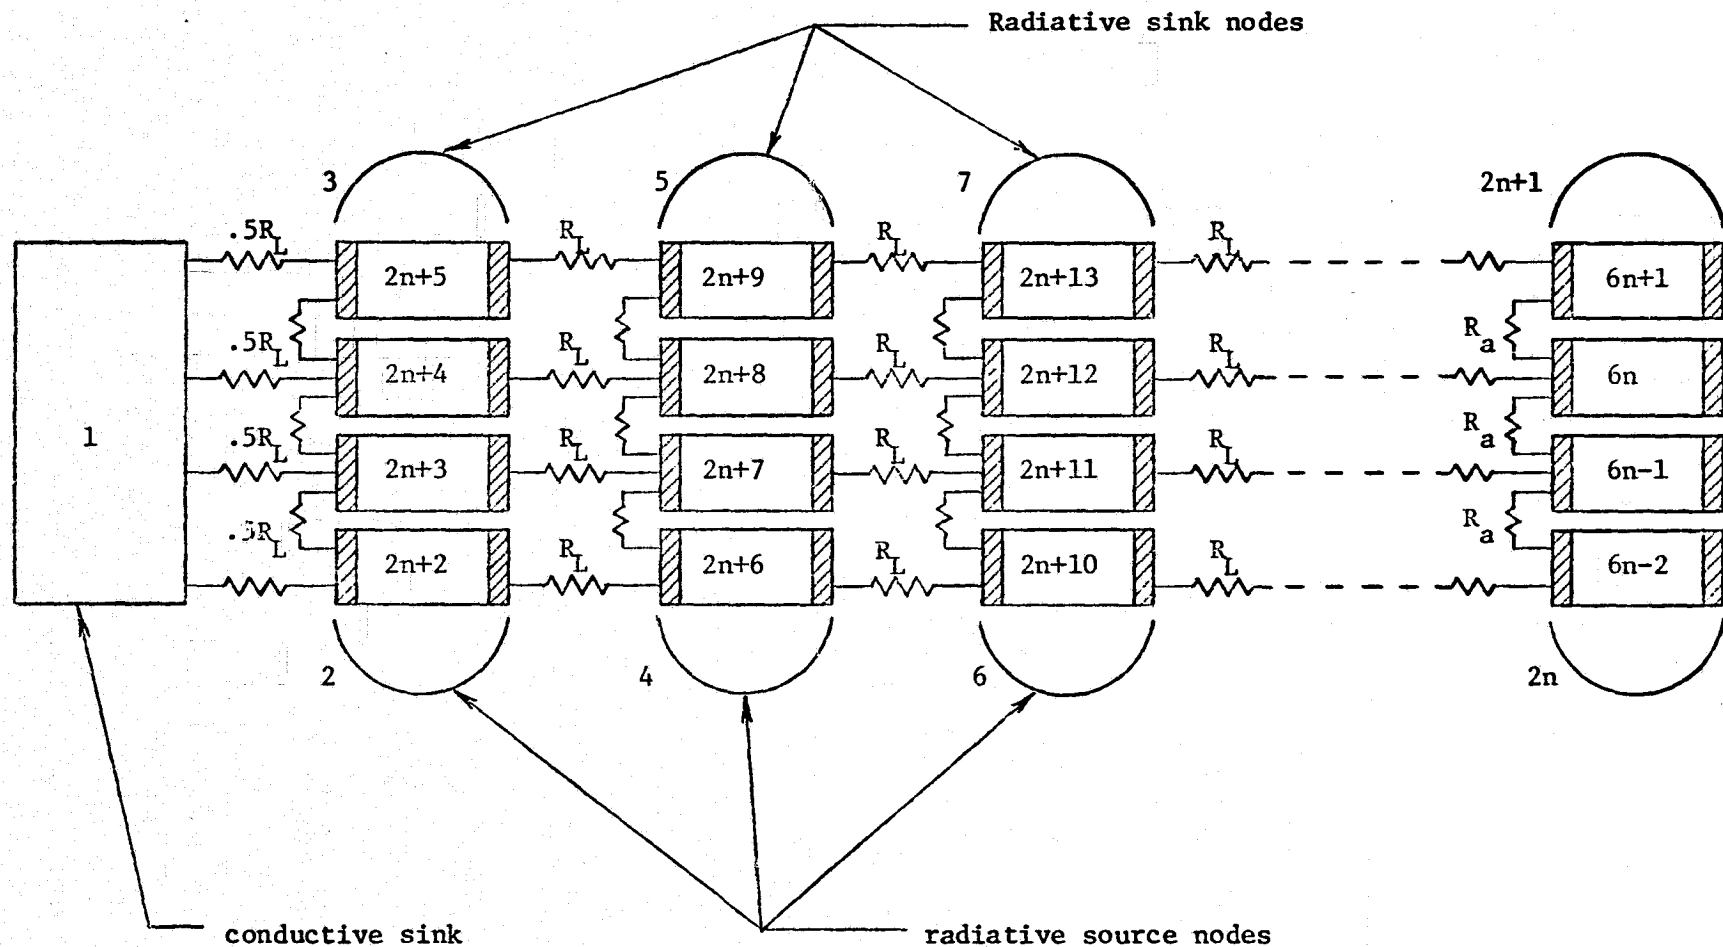 Radiative sink nodes
3 5 7 2n+1
.5R_L R_L R_L R_L
2n+5 2n+9 2n+13 6n+1
R_a
.5R_L R_L R_L R_L
2n+4 2n+8 2n+12 6n
1
R_a
.5R_L R_L R_L R_L
2n+3 2n+7 2n+11 6n-1
R_a
.5R_L R_L R_L R_L
2n+2 2n+6 2n+10 6n-2
2 4 6 2n
conductive sink
radiative source nodes